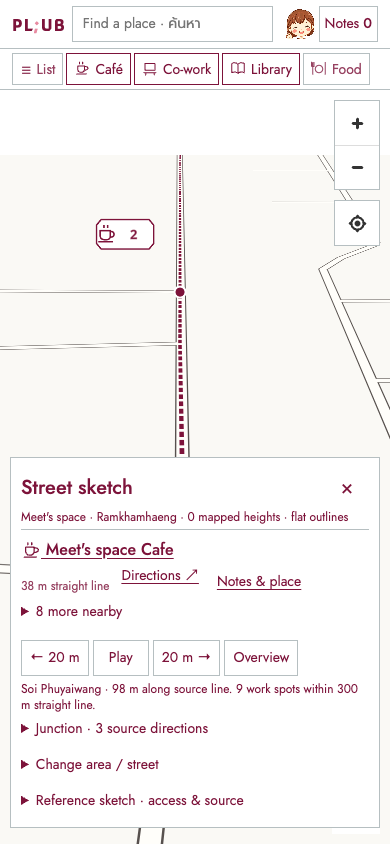 PL;UB Find a place · ค้นหา Notes 0
≡ List Café Co-work Library Food
+
2
−
Street sketch ×
Meet's space · Ramkhamhaeng · 0 mapped heights · flat outlines
Meet's space Cafe
38 m straight line Directions ↗ Notes & place
▶ 8 more nearby
← 20 m Play 20 m → Overview
Soi Phuyaiwang · 98 m along source line. 9 work spots within 300
m straight line.
▶ Junction · 3 source directions
▶ Change area / street
▶ Reference sketch · access & source